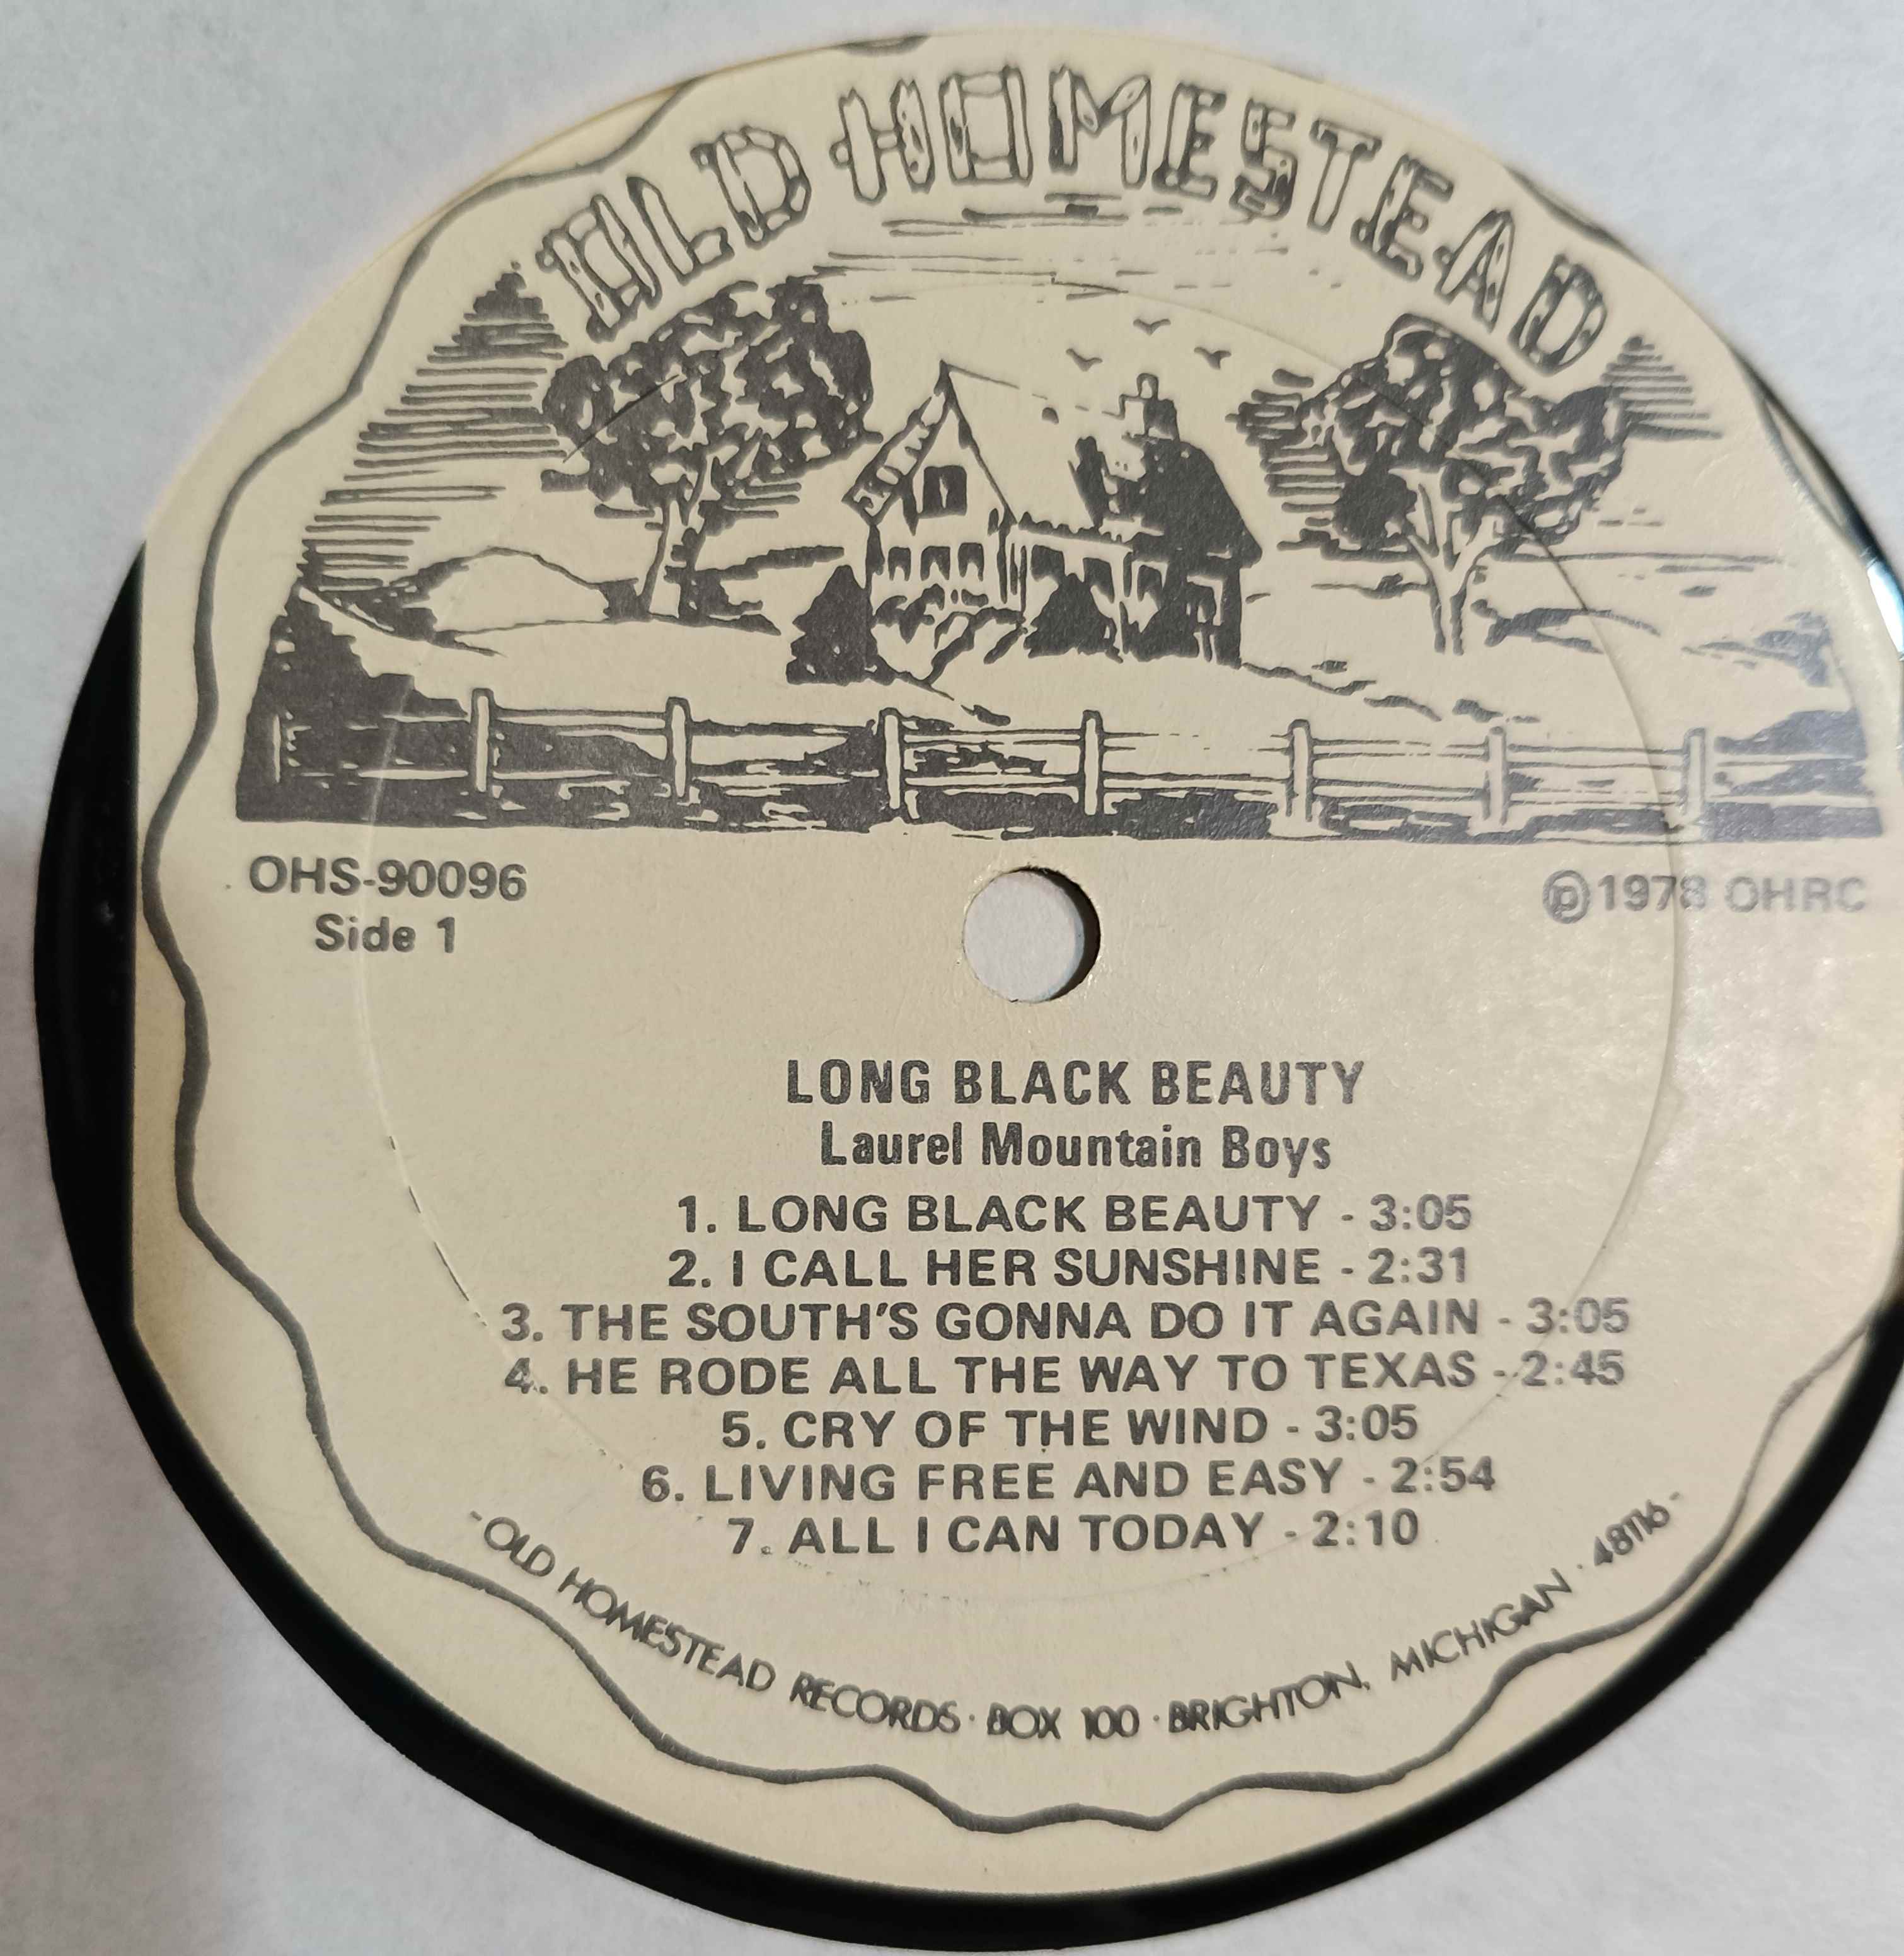 OLD HOMESTEAD
OHS-90096
Side 1
℗1978 OHRC
LONG BLACK BEAUTY
Laurel Mountain Boys
1. LONG BLACK BEAUTY - 3:05
2. I CALL HER SUNSHINE - 2:31
3. THE SOUTH'S GONNA DO IT AGAIN - 3:05
4. HE RODE ALL THE WAY TO TEXAS - 2:45
5. CRY OF THE WIND - 3:05
6. LIVING FREE AND EASY - 2:54
7. ALL I CAN TODAY - 2:10
-OLD HOMESTEAD RECORDS · BOX 100 · BRIGHTON, MICHIGAN · 48116-